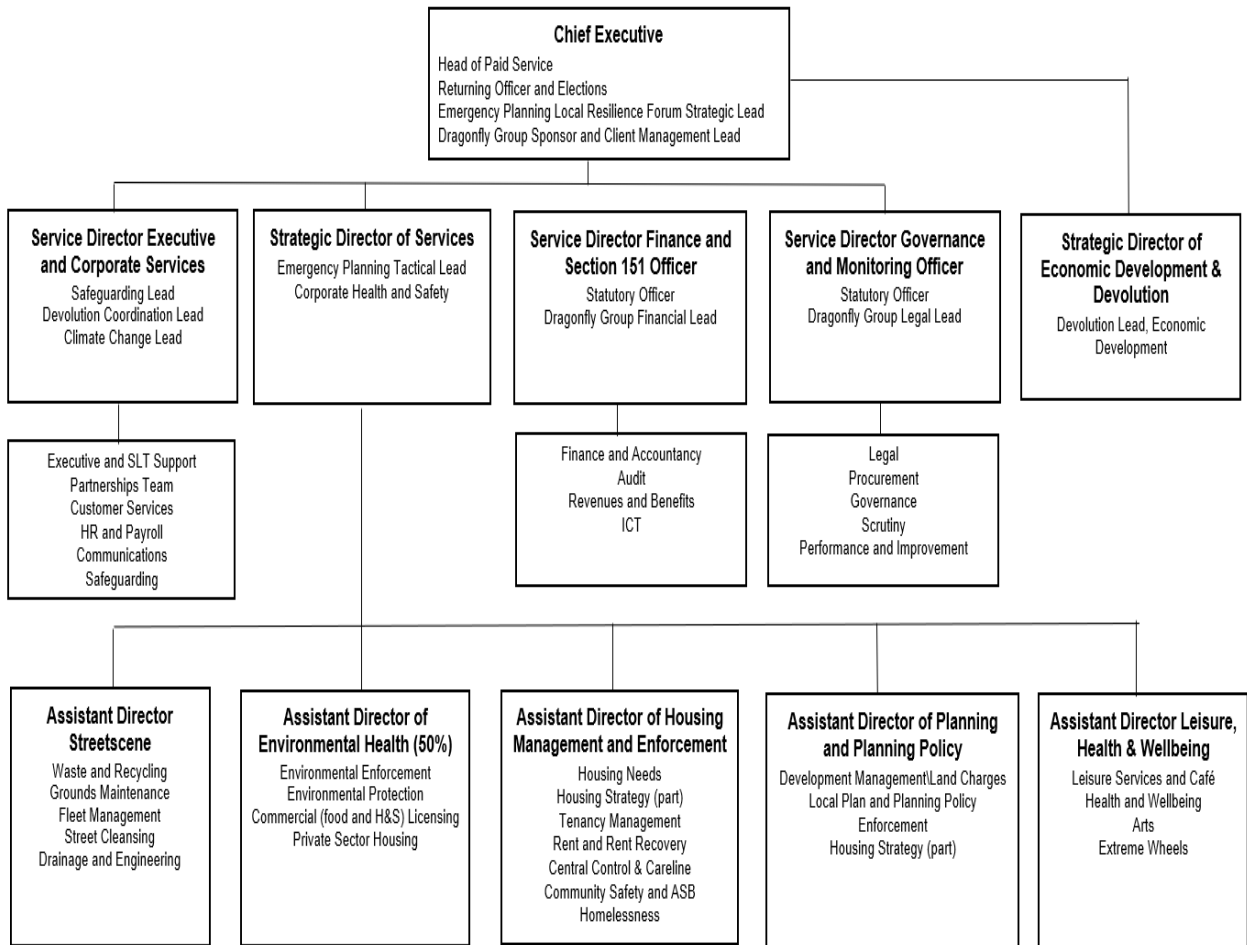 Chief Executive
Head of Paid Service
Returning Officer and Elections
Emergency Planning Local Resilience Forum Strategic Lead
Dragonfly Group Sponsor and Client Management Lead
Service Director Executive
and Corporate Services
Safeguarding Lead
Devolution Coordination Lead
Climate Change Lead
Strategic Director of Services
Emergency Planning Tactical Lead
Corporate Health and Safety
Service Director Finance and
Section 151 Officer
Statutory Officer
Dragonfly Group Financial Lead
Service Director Governance
and Monitoring Officer
Statutory Officer
Dragonfly Group Legal Lead
Strategic Director of
Economic Development &
Devolution
Devolution Lead, Economic
Development
Executive and SLT Support
Partnerships Team
Customer Services
HR and Payroll
Communications
Safeguarding
Finance and Accountancy
Audit
Revenues and Benefits
ICT
Legal
Procurement
Governance
Scrutiny
Performance and Improvement
Assistant Director
Streetscene
Waste and Recycling
Grounds Maintenance
Fleet Management
Street Cleansing
Drainage and Engineering
Assistant Director of
Environmental Health (50%)
Environmental Enforcement
Environmental Protection
Commercial (food and H&S) Licensing
Private Sector Housing
Assistant Director of Housing
Management and Enforcement
Housing Needs
Housing Strategy (part)
Tenancy Management
Rent and Rent Recovery
Central Control & Careline
Community Safety and ASB
Homelessness
Assistant Director of Planning
and Planning Policy
Development Management\Land Charges
Local Plan and Planning Policy
Enforcement
Housing Strategy (part)
Assistant Director Leisure,
Health & Wellbeing
Leisure Services and Café
Health and Wellbeing
Arts
Extreme Wheels